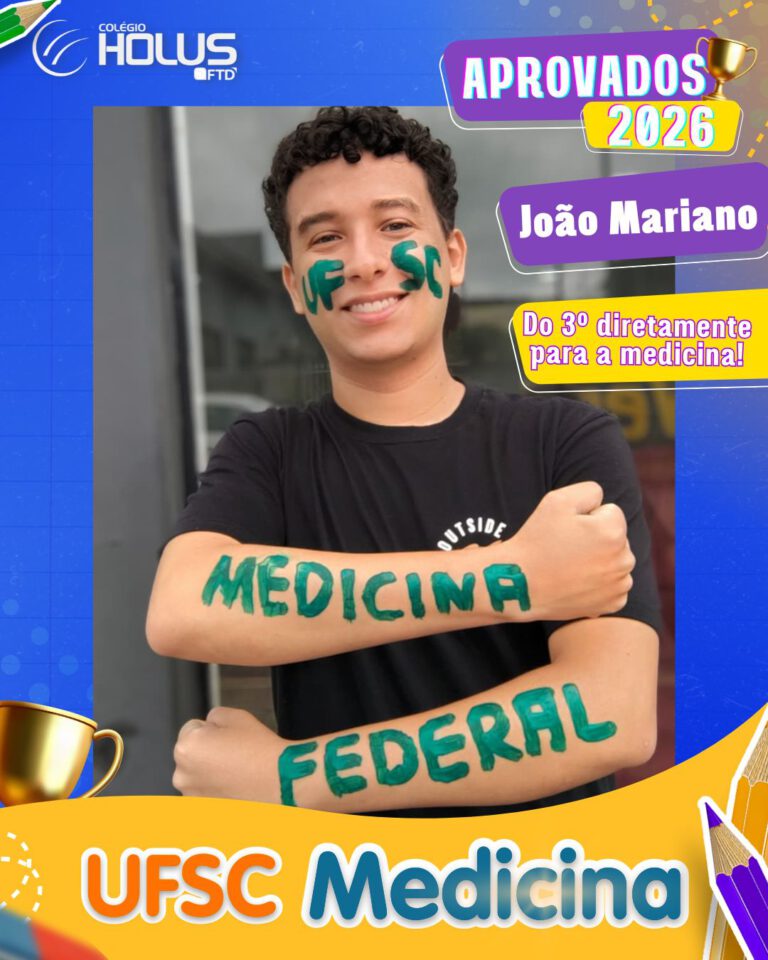 COLÉGIO
HOLUS
FTD
APROVADOS
2026
João Mariano
Do 3º diretamente
para a medicina!
UF SC
OUTSIDE
MEDICINA
FEDERAL
UFSC Medicina